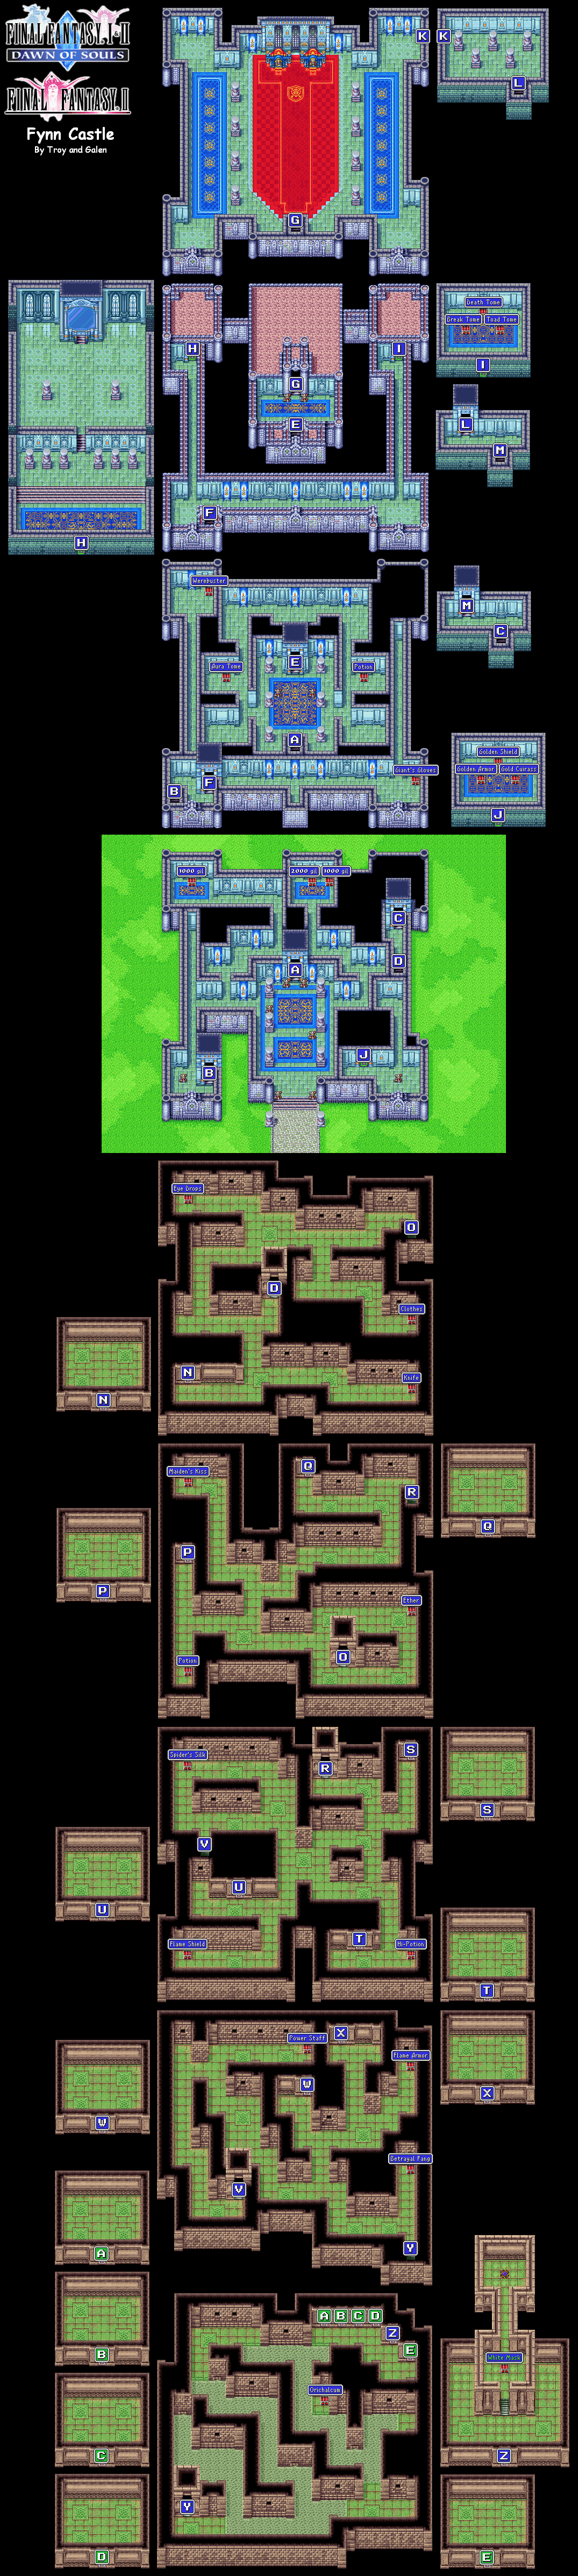 FINAL FANTASY I·II
DAWN OF SOULS
FINAL FANTASY II
Fynn Castle
By Troy and Galen
K K
L
G
Death Tome
Break Tome Toad Tome
H I I
G
L
E
M
F
H
Wyrmbuster
M
E C
Aura Tome Potion
A
Golden Shield
Giant's Gloves Golden Armor Gold Cuirass
F
B
J
1000 gil 2000 gil 1000 gil
C
D
A
J
B
Eye Drops
O
D
Clothes
N Knife
N
Maiden's Kiss Q
R
Q
P
P
Ether
O
Potion
Spider's Silk S
R
S
V
U
U
Flame Shield T Hi-Potion
T
Power Staff X
Flame Armor
W
X
W
Betrayal Fang
V
A
Y
A B C D
Z
E
B
White Mask
Orichalcum
C
Z
Y
D
E